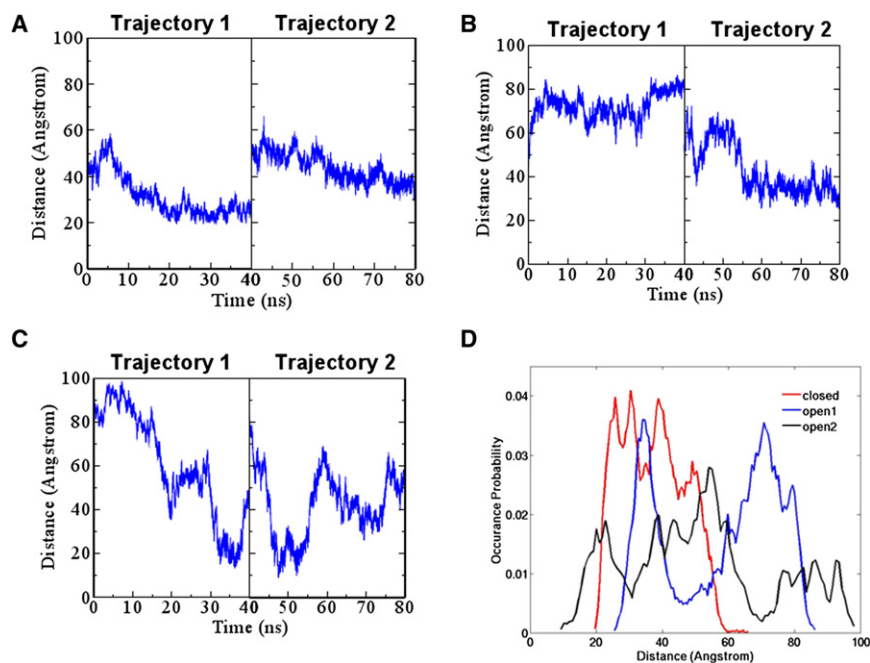 A
Trajectory 1 Trajectory 2
100
80
60
40
20
0
Distance (Angstrom)
0 10 20 30 40 50 60 70 80
Time (ns)
B
Trajectory 1 Trajectory 2
100
80
60
40
20
0
Distance (Angstrom)
0 10 20 30 40 50 60 70 80
Time (ns)
C
Trajectory 1 Trajectory 2
100
80
60
40
20
0
Distance (Angstrom)
0 10 20 30 40 0 50 60 70 80
Time (ns)
D
0.04
0.03
0.02
0.01
0
Occurance Probability
closed
open1
open2
0 20 40 60 80 100
Distance (Angstrom)